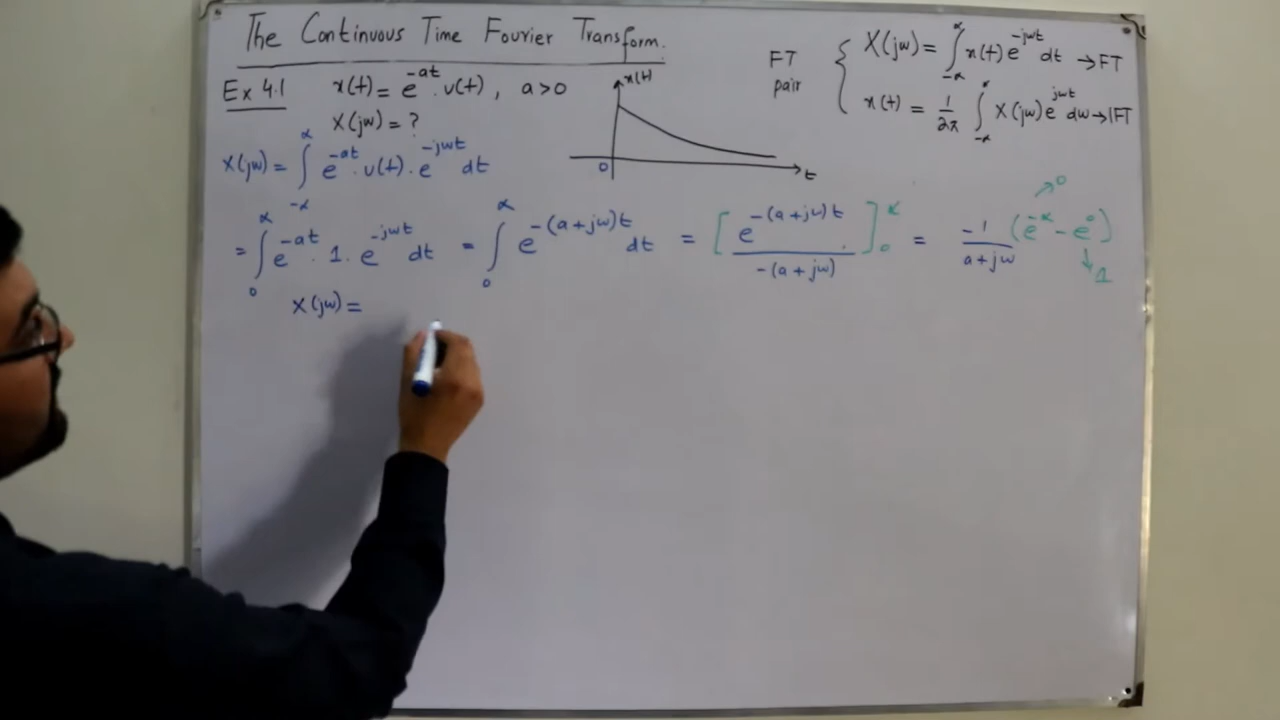 The Continuous Time Fourier Transform.
FT pair { X(jω) = ∫_{-∝}^{∝} x(t) e^{-jωt} dt → FT
x(t) = 1/2π ∫_{-∝}^{∝} X(jω) e^{jωt} dω → IFT
Ex 4.1 x(t) = e^{-at} . u(t) , a > 0
X(jω) = ?
x(t)
0
t
X(jω) = ∫_{-∝}^{∝} e^{-at} . u(t) . e^{-jωt} dt
= ∫_{0}^{∝} e^{-at} . 1 . e^{-jωt} dt = ∫_{0}^{∝} e^{-(a+jω)t} dt = [ e^{-(a+jω)t} / -(a+jω) ]_{0}^{∝} = -1/a+jω (e^{-∝} - e^{0})
→ 0
↓ 1
X(jω) =